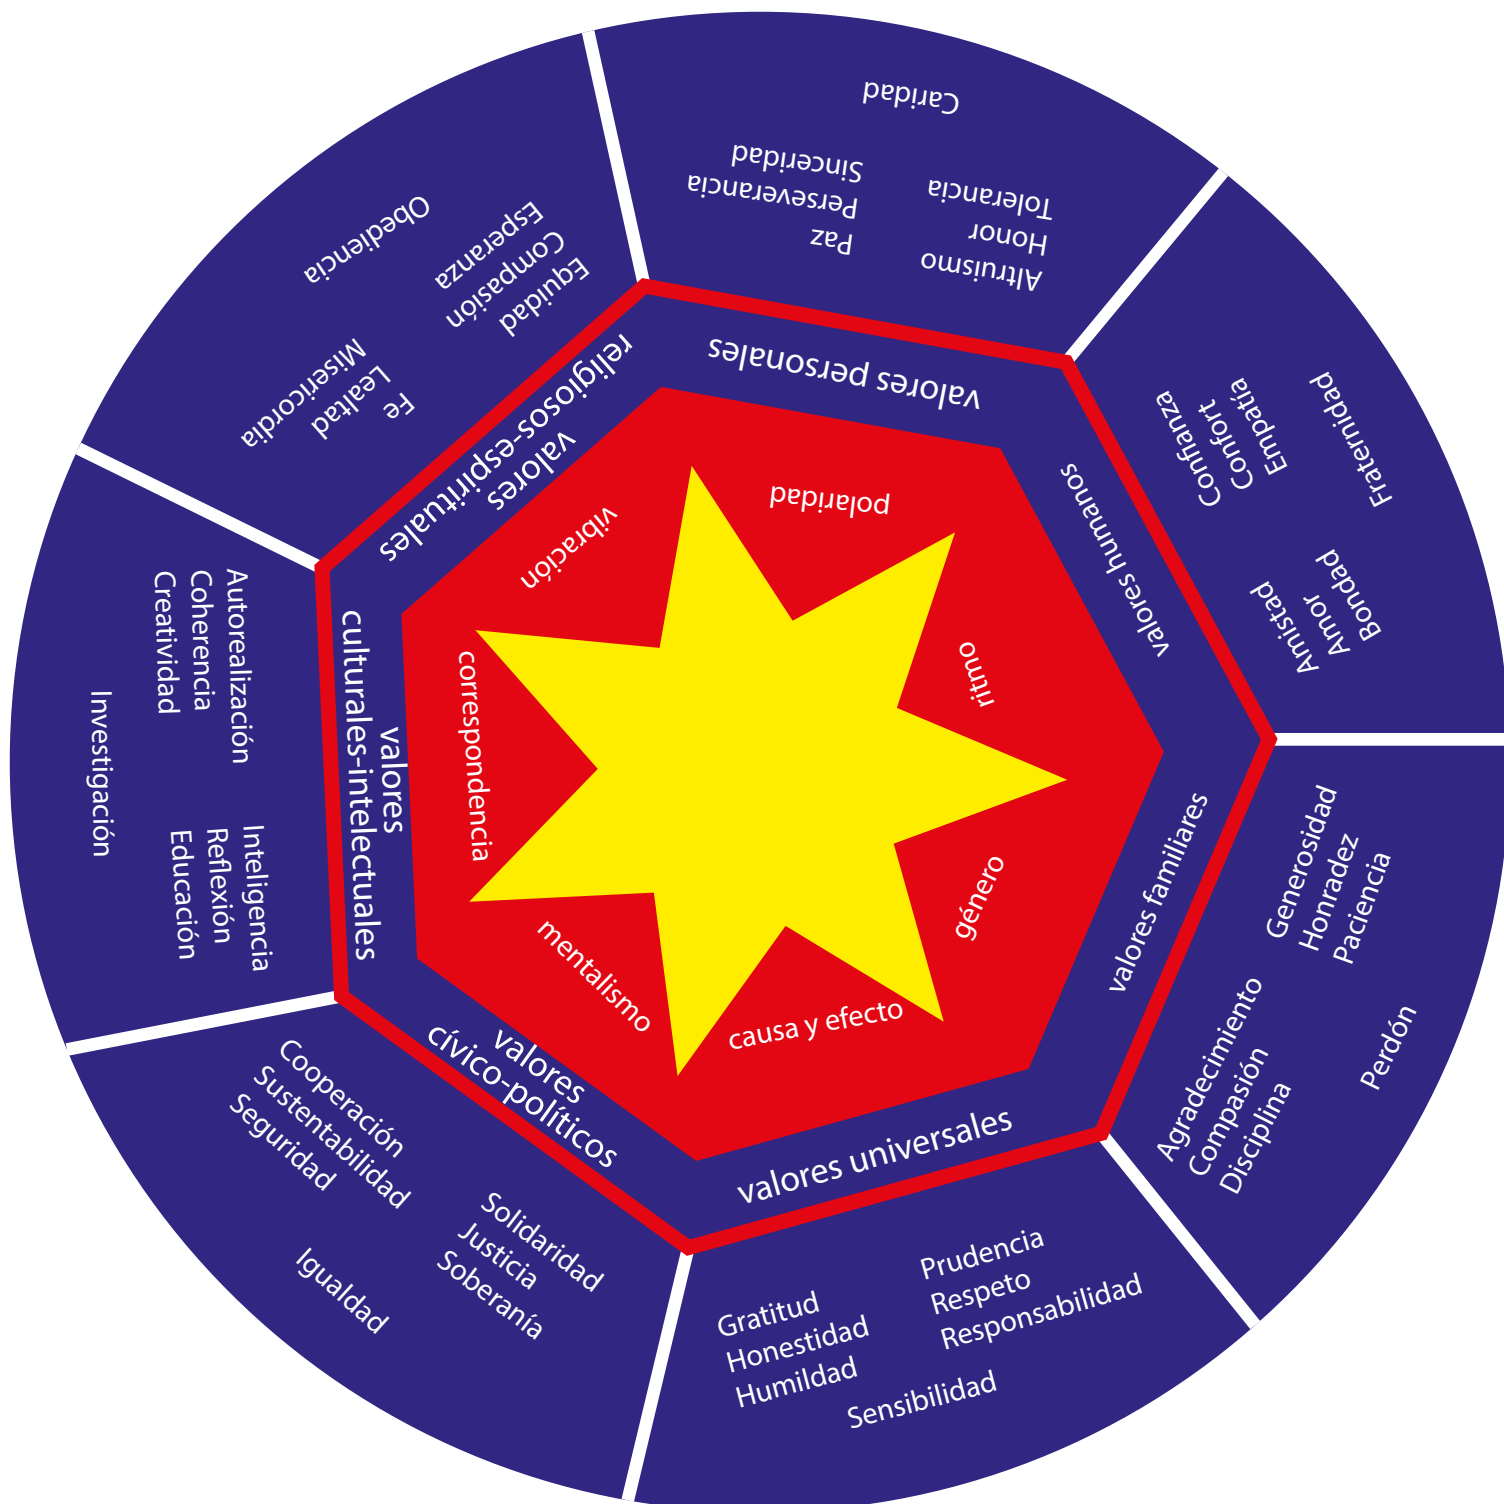 Caridad
Altruismo
Honor
Tolerancia
Paz
Perseverancia
Sinceridad
valores personales
polaridad
Fraternidad
Confianza
Confort
Empatía
Amistad
Amor
Bondad
valores humanos
ritmo
Generosidad
Honradez
Paciencia
Agradecimiento
Compasión
Disciplina
Perdón
valores familiares
género
Prudencia
Respeto
Responsabilidad
Gratitud
Honestidad
Humildad
Sensibilidad
valores universales
causa y efecto
Cooperación
Sustentabilidad
Seguridad
Solidaridad
Justicia
Soberanía
Igualdad
valores
cívico-políticos
mentalismo
Autorealización
Coherencia
Creatividad
Inteligencia
Reflexión
Educación
Investigación
valores
culturales-intelectuales
correspondencia
Equidad
Compasión
Esperanza
Fe
Lealtad
Misericordia
Obediencia
valores
religiosos-espirituales
vibración